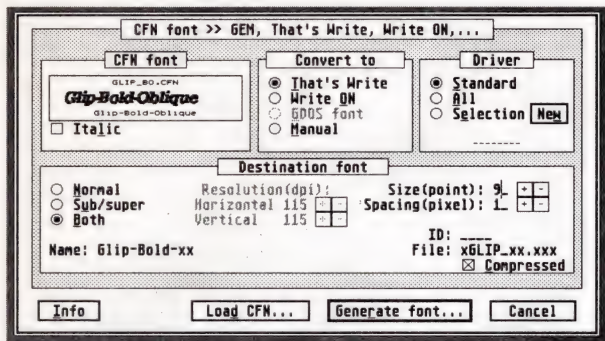 CFN font >> GEM, That's Write, Write ON,...
CFN font
GLIP_BO.CFN
Glip-Bold-Oblique
Glip-Bold-Oblique
Italic
Convert to
That's Write
Write ON
GDOS font
Manual
Driver
Standard
All
Selection New
--------
Destination font
Normal
Sub/super
Both
Resolution(dpi):
Horizontal 115 + -
Vertical 115 + -
Size(point): 9_ + -
Spacing(pixel): 1_ + -
ID: ____
Name: Glip-Bold-xx
File: xGLIP_xx.xxx
Compressed
Info
Load CFN...
Generate font...
Cancel